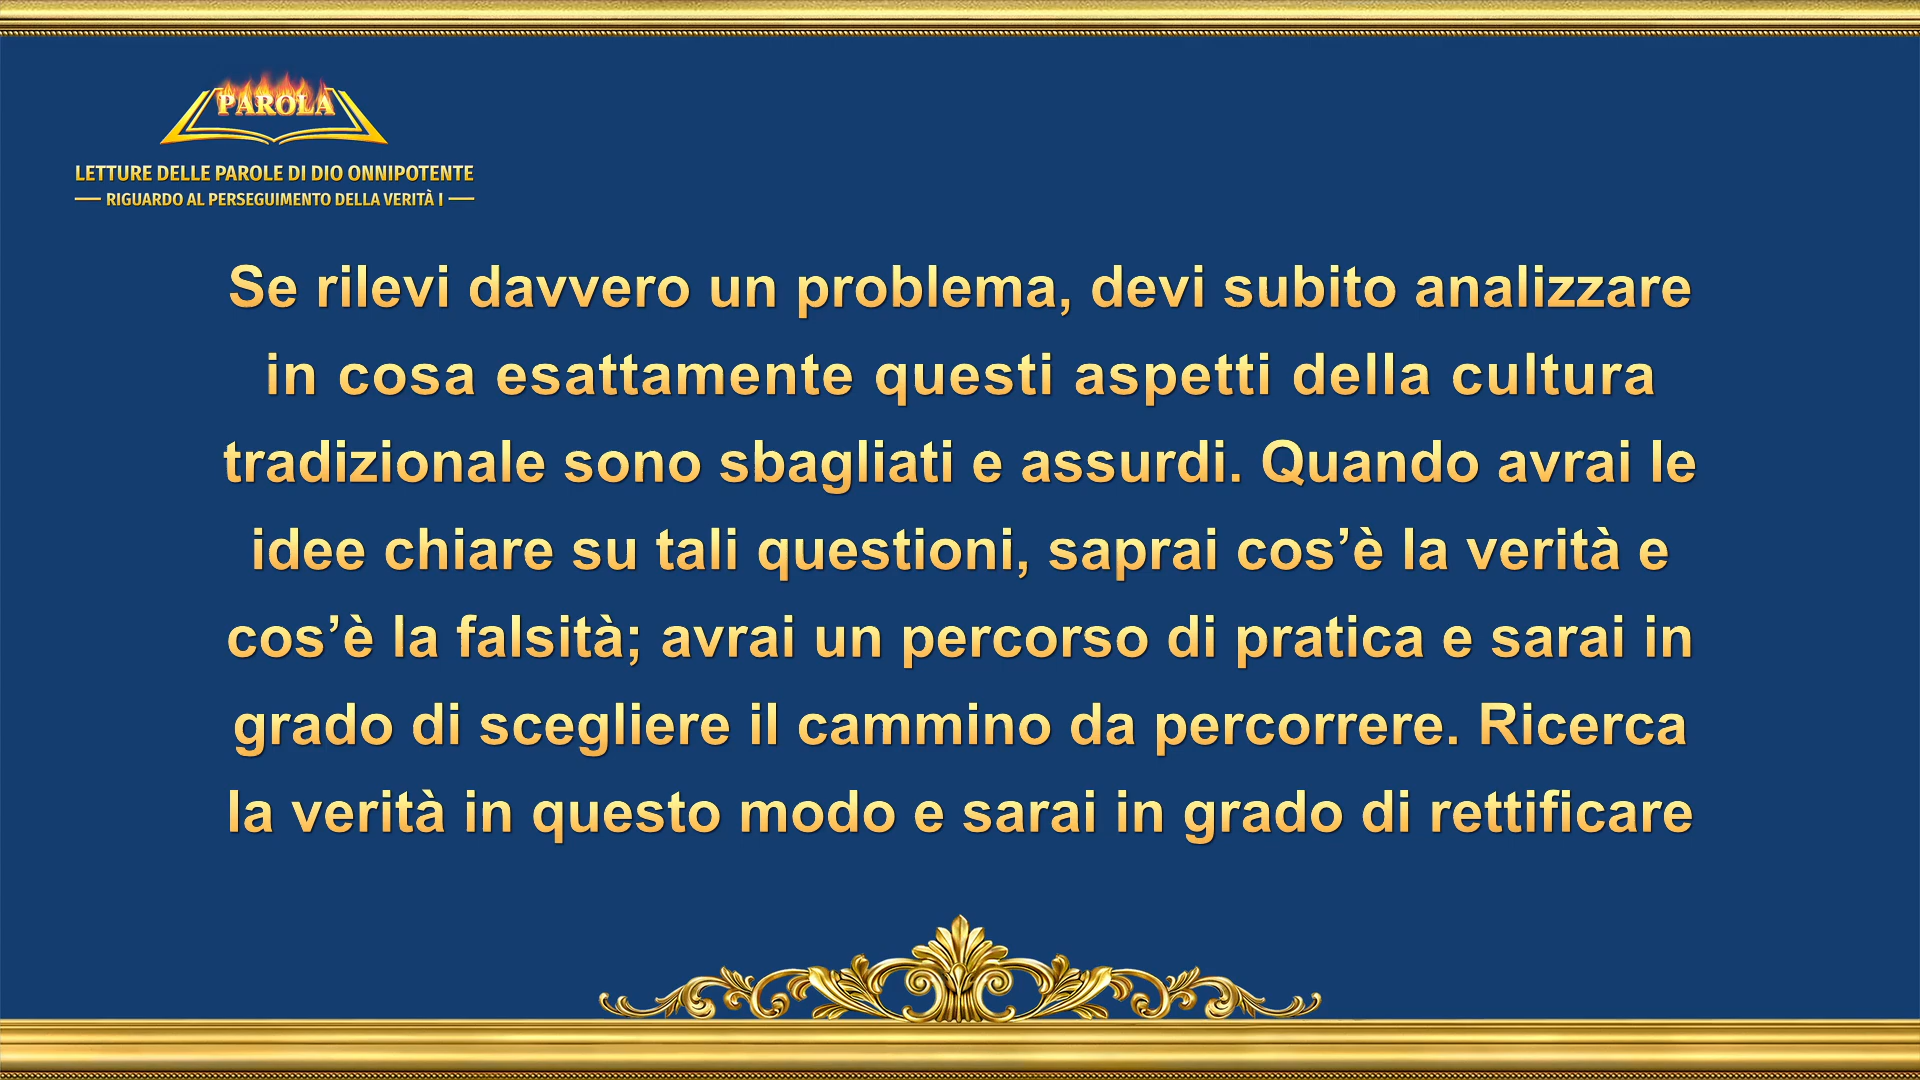 PAROLA
LETTURE DELLE PAROLE DI DIO ONNIPOTENTE
RIGUARDO AL PERSEGUIMENTO DELLA VERITÀ I
Se rilevi davvero un problema, devi subito analizzare
in cosa esattamente questi aspetti della cultura
tradizionale sono sbagliati e assurdi. Quando avrai le
idee chiare su tali questioni, saprai cos’è la verità e
cos’è la falsità; avrai un percorso di pratica e sarai in
grado di scegliere il cammino da percorrere. Ricerca
la verità in questo modo e sarai in grado di rettificare